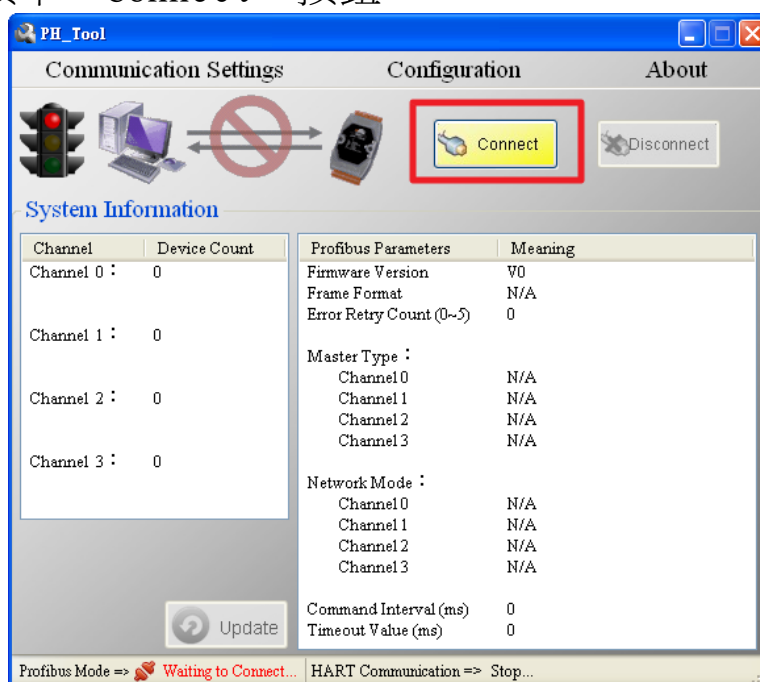 "Connect" 按鈕
PH_Tool
Communication Settings Configuration About
Connect Disconnect
System Information
Channel Device Count
Channel 0： 0
Channel 1： 0
Channel 2： 0
Channel 3： 0
Profibus Parameters Meaning
Firmware Version V0
Frame Format N/A
Error Retry Count (0~5) 0
Master Type：
Channel 0 N/A
Channel 1 N/A
Channel 2 N/A
Channel 3 N/A
Network Mode：
Channel 0 N/A
Channel 1 N/A
Channel 2 N/A
Channel 3 N/A
Command Interval (ms) 0
Timeout Value (ms) 0
Update
Profibus Mode => Waiting to Connect... HART Communication => Stop...